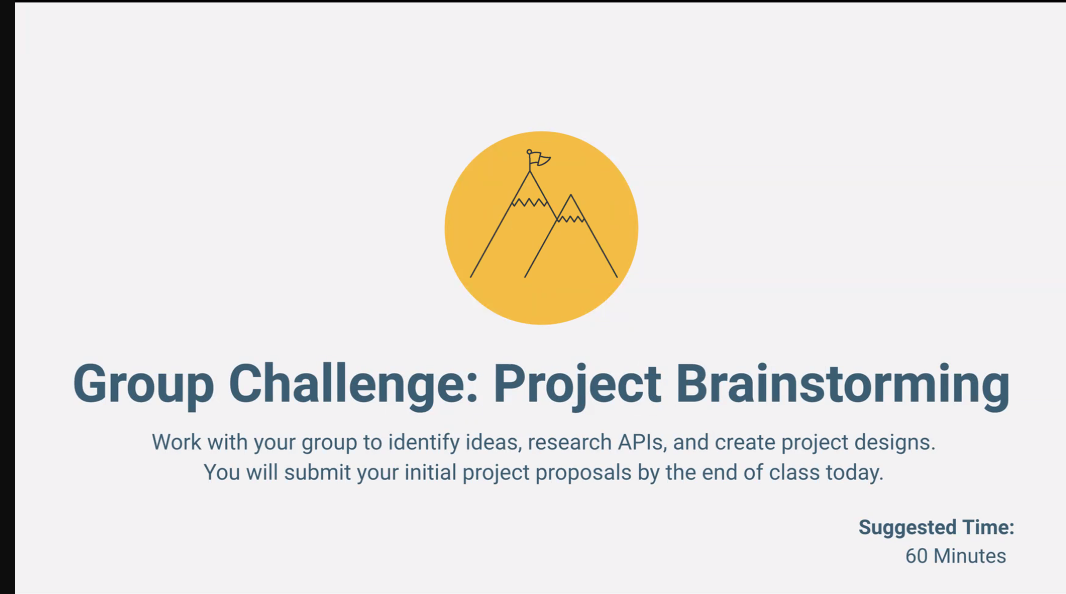 Group Challenge: Project Brainstorming
Work with your group to identify ideas, research APIs, and create project designs.
You will submit your initial project proposals by the end of class today.
Suggested Time:
60 Minutes